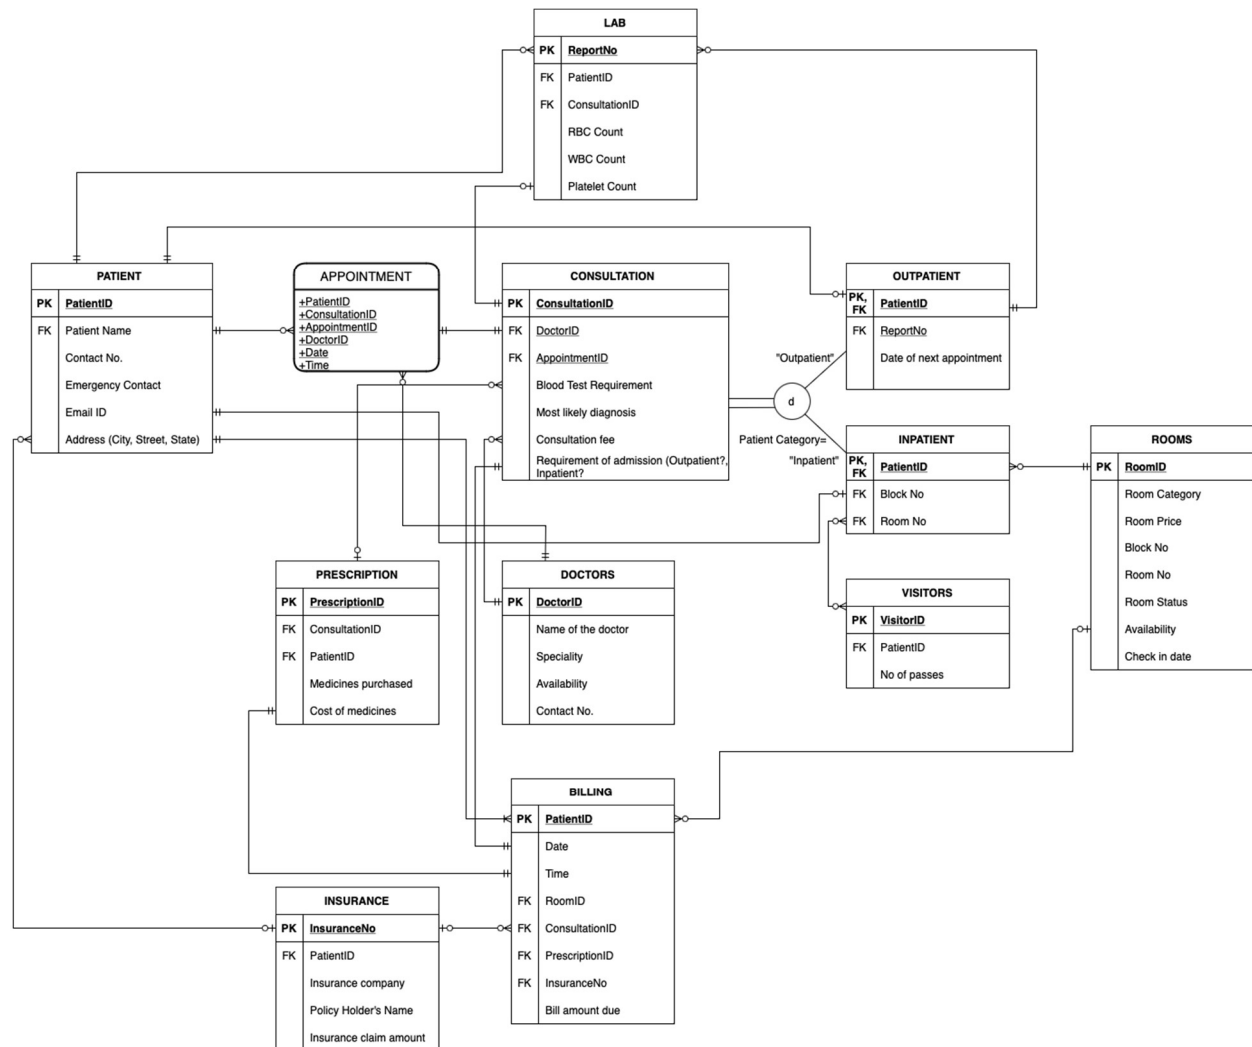 LAB
PK ReportNo
FK PatientID
FK ConsultationID
RBC Count
WBC Count
Platelet Count
PATIENT
PK PatientID
FK Patient Name
Contact No.
Emergency Contact
Email ID
Address (City, Street, State)
APPOINTMENT
+PatientID
+ConsultationID
+AppointmentID
+DoctorID
+Date
+Time
CONSULTATION
PK ConsultationID
FK DoctorID
FK AppointmentID
Blood Test Requirement
Most likely diagnosis
Consultation fee
Requirement of admission (Outpatient?,
Inpatient?
"Outpatient"
d
Patient Category=
"Inpatient"
OUTPATIENT
PK,
FK PatientID
FK ReportNo
Date of next appointment
INPATIENT
PK,
FK PatientID
FK Block No
FK Room No
ROOMS
PK RoomID
Room Category
Room Price
Block No
Room No
Room Status
Availability
Check in date
VISITORS
PK VisitorID
FK PatientID
No of passes
PRESCRIPTION
PK PrescriptionID
FK ConsultationID
FK PatientID
Medicines purchased
Cost of medicines
DOCTORS
PK DoctorID
Name of the doctor
Speciality
Availability
Contact No.
BILLING
PK PatientID
Date
Time
FK RoomID
FK ConsultationID
FK PrescriptionID
FK InsuranceNo
Bill amount due
INSURANCE
PK InsuranceNo
FK PatientID
Insurance company
Policy Holder's Name
Insurance claim amount